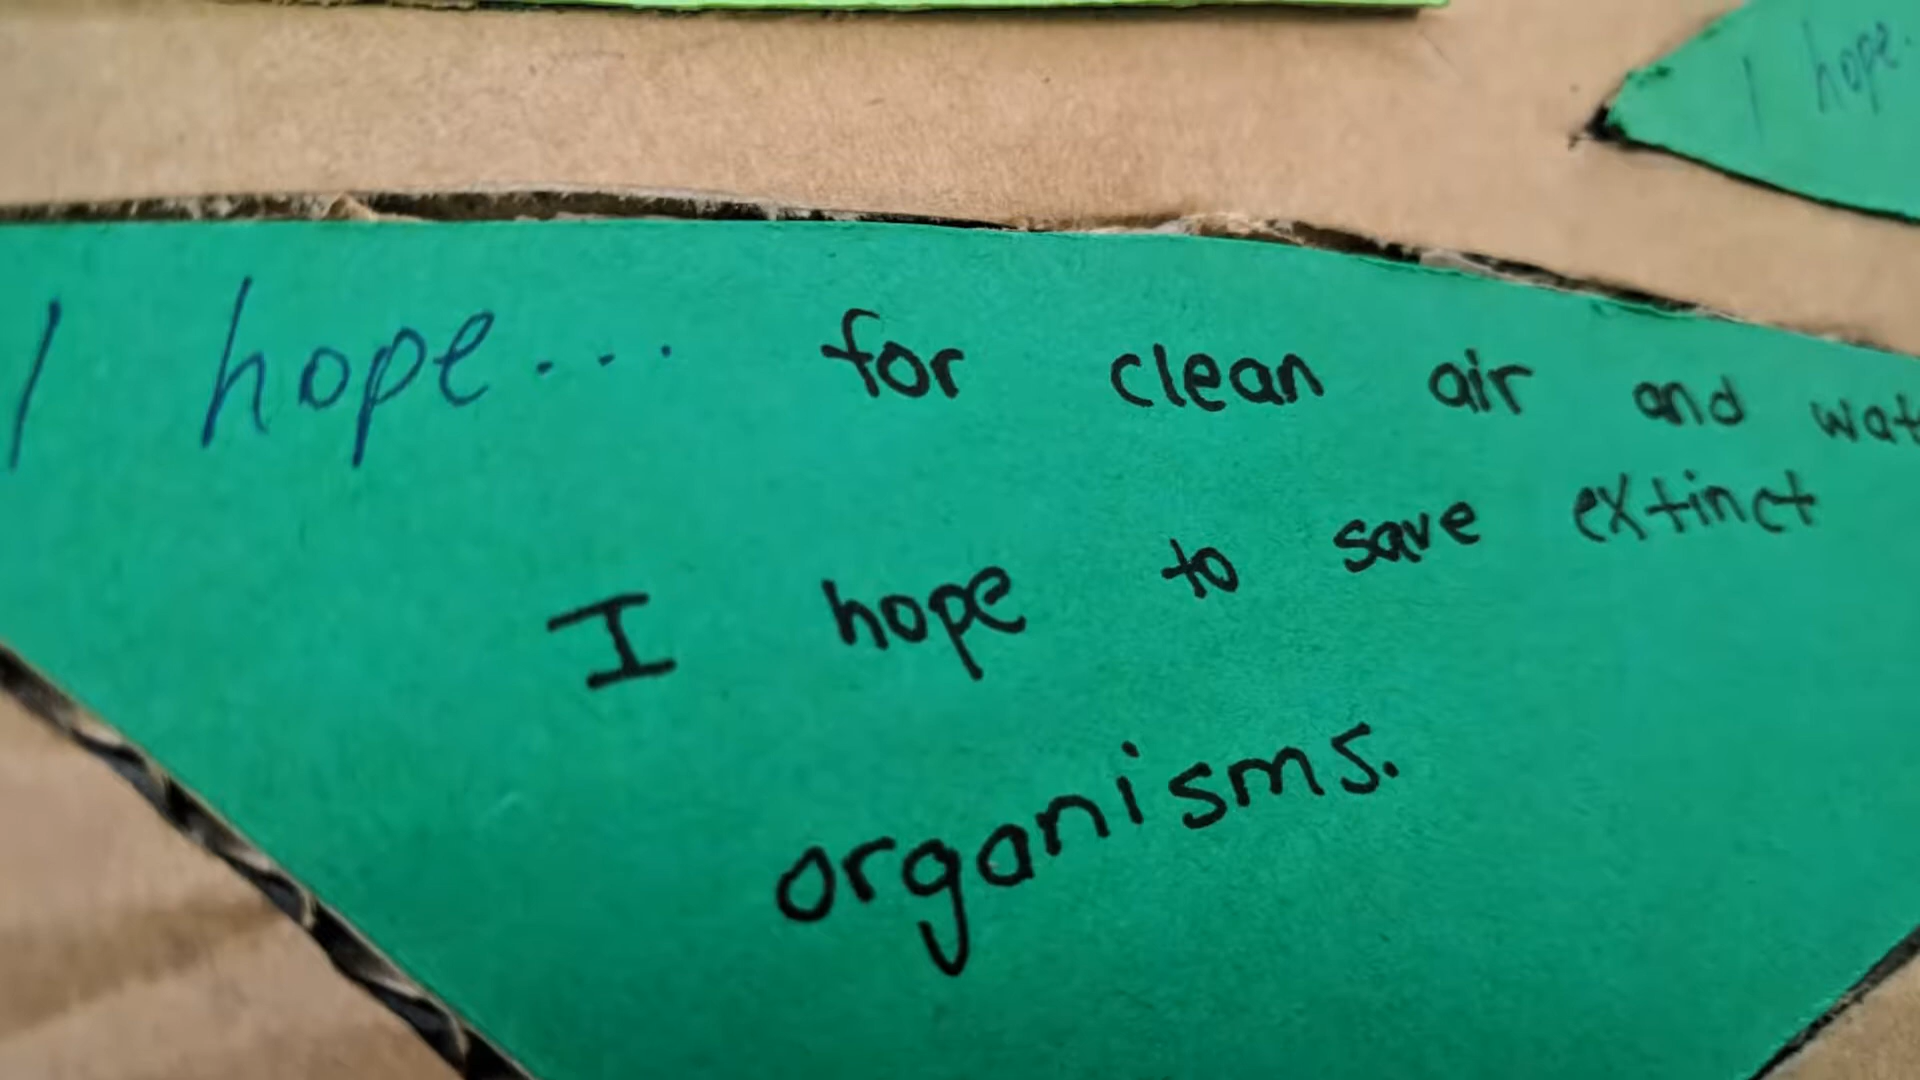 I hope.
I hope... for clean air and wat
I hope to save extinct
organisms.